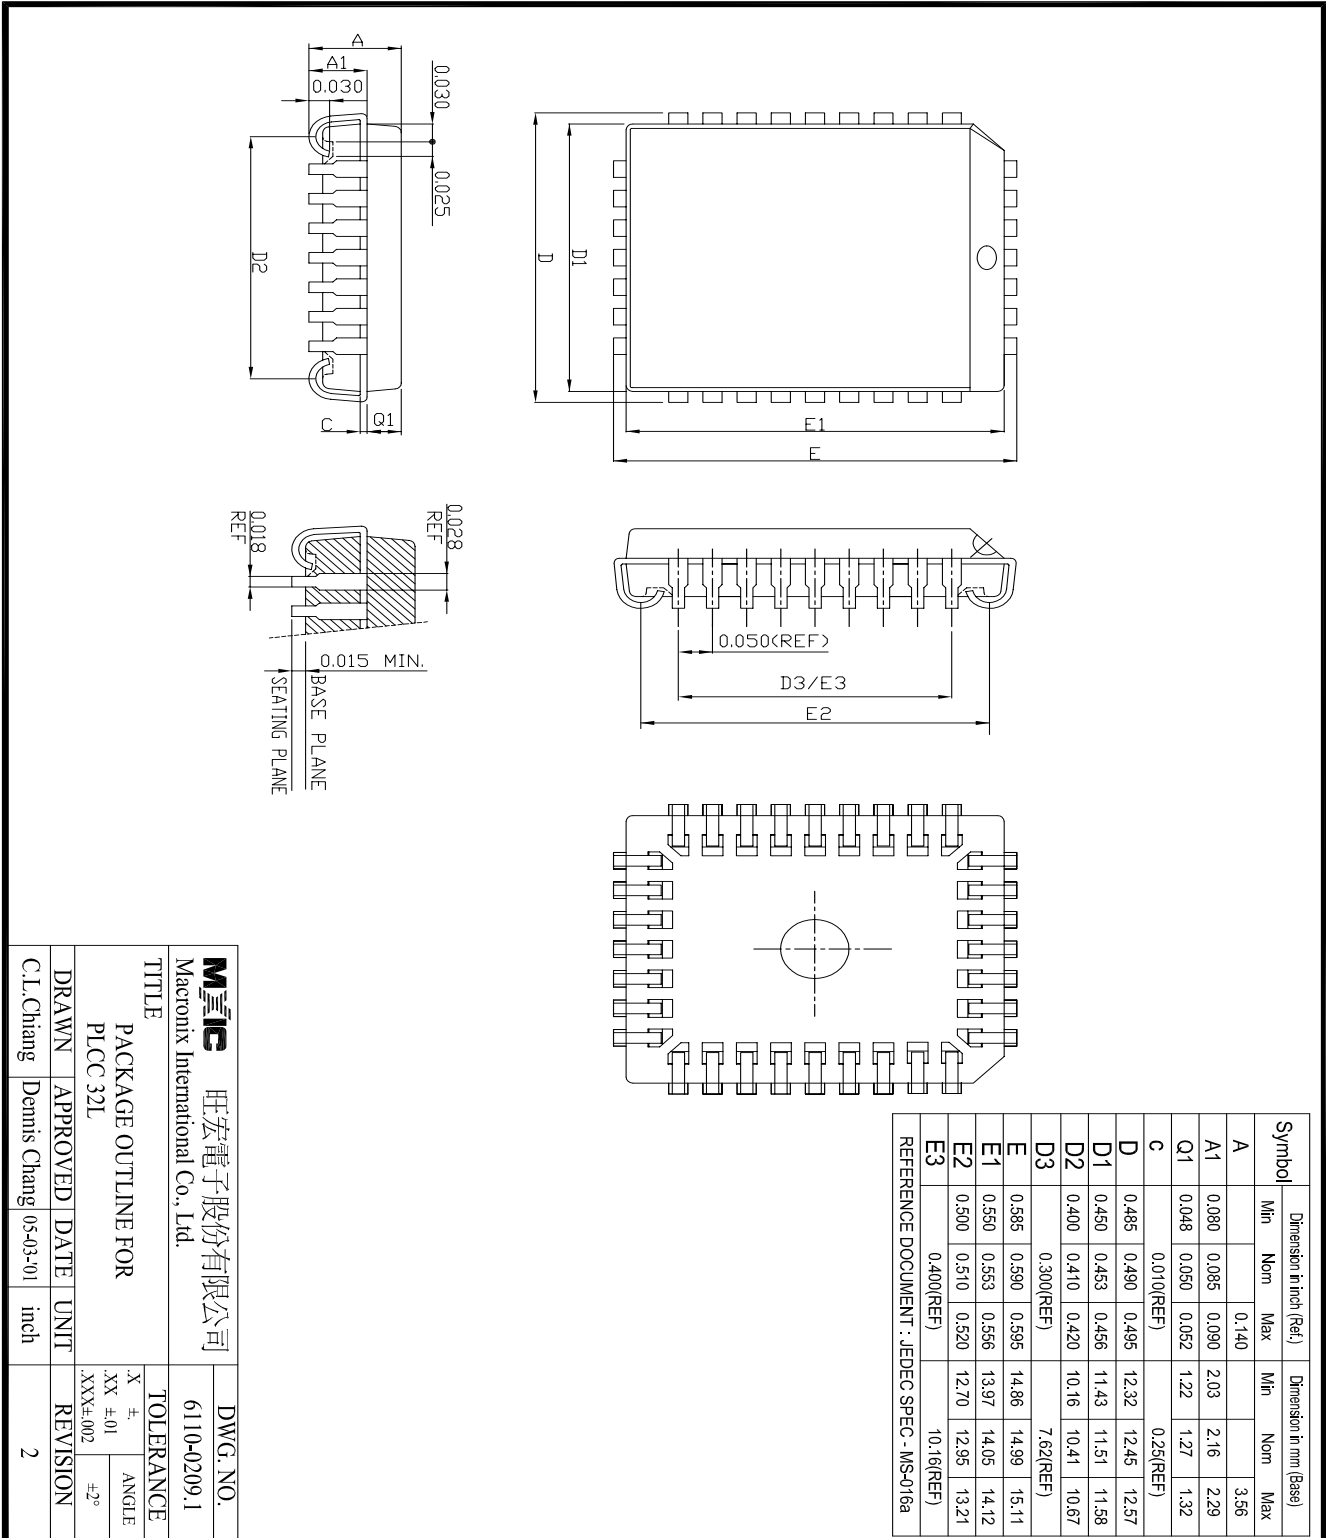 A
A1
0.030
0.030
0.025
D2
C
Q1
D
D1
E1
E
0.018
REF
0.028
REF
0.015 MIN.
BASE PLANE
SEATING PLANE
0.050(REF)
D3/E3
E2
Symbol Dimension in inch (Ref.) Dimension in mm (Base)
Min Nom Max Min Nom Max
A 0.140 3.56
A1 0.080 0.085 0.090 2.03 2.16 2.29
Q1 0.048 0.050 0.052 1.22 1.27 1.32
C 0.010(REF) 0.25(REF)
D 0.485 0.490 0.495 12.32 12.45 12.57
D1 0.450 0.453 0.456 11.43 11.51 11.58
D2 0.400 0.410 0.420 10.16 10.41 10.67
D3 0.300(REF) 7.62(REF)
E 0.585 0.590 0.595 14.86 14.99 15.11
E1 0.550 0.553 0.556 13.97 14.05 14.12
E2 0.500 0.510 0.520 12.70 12.95 13.21
E3 0.400(REF) 10.16(REF)
REFERENCE DOCUMENT : JEDEC SPEC - MS-016a
MXIC 旺宏電子股份有限公司
Macronix International Co., Ltd.
DWG. NO.
6110-0209.1
TITLE
PACKAGE OUTLINE FOR
PLCC 32L
TOLERANCE
.X ±.
.XX ±.01
.XXX±.002
ANGLE
±2°
DRAWN APPROVED DATE UNIT REVISION
C.L.Chiang Dennis Chang 05-03-'01 inch 2